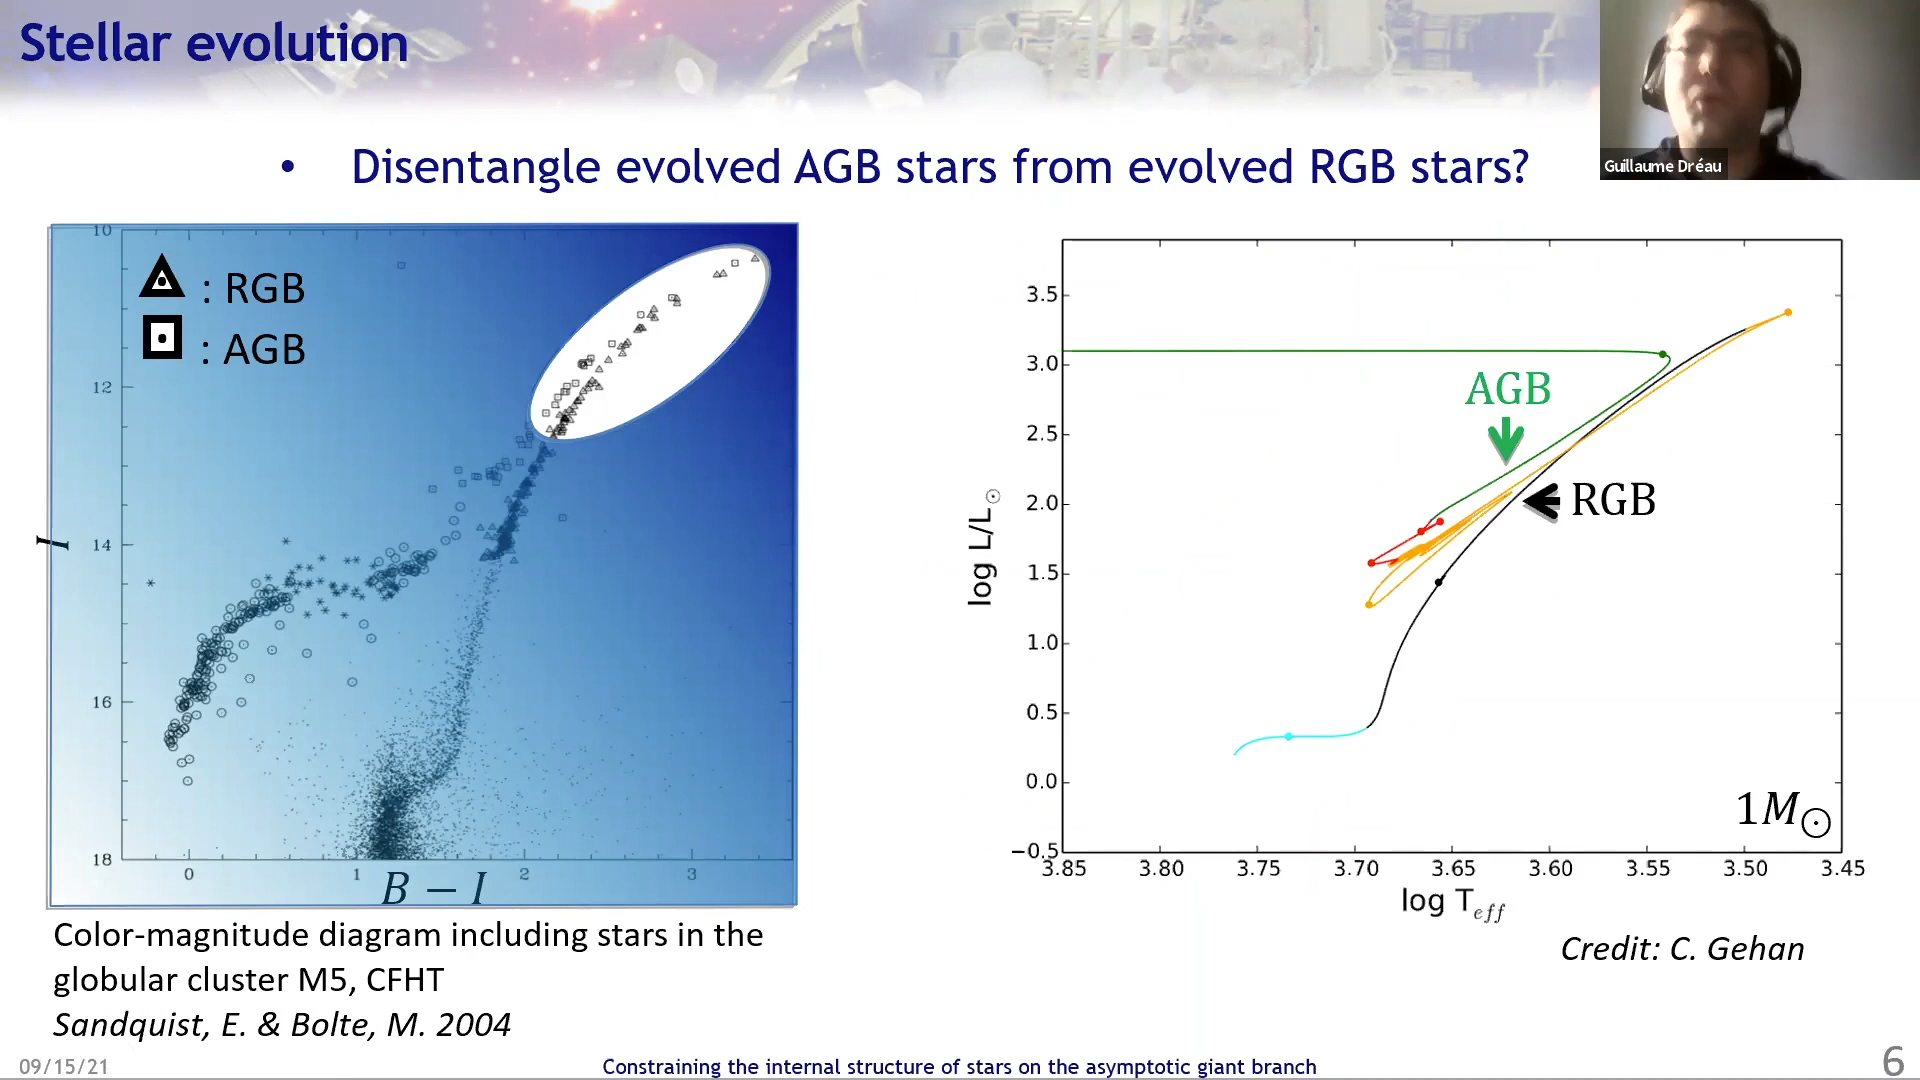 Stellar evolution
Guillaume Dréau
• Disentangle evolved AGB stars from evolved RGB stars?
: RGB
: AGB
10
12
14
16
18
I
0 1 2 3
B − I
3.5
3.0
2.5
2.0
1.5
1.0
0.5
0.0
−0.5
log L/L☉
AGB
RGB
1M☉
3.85 3.80 3.75 3.70 3.65 3.60 3.55 3.50 3.45
log Teff
Color-magnitude diagram including stars in the
globular cluster M5, CFHT
Sandquist, E. & Bolte, M. 2004
Credit: C. Gehan
09/15/21
Constraining the internal structure of stars on the asymptotic giant branch
6